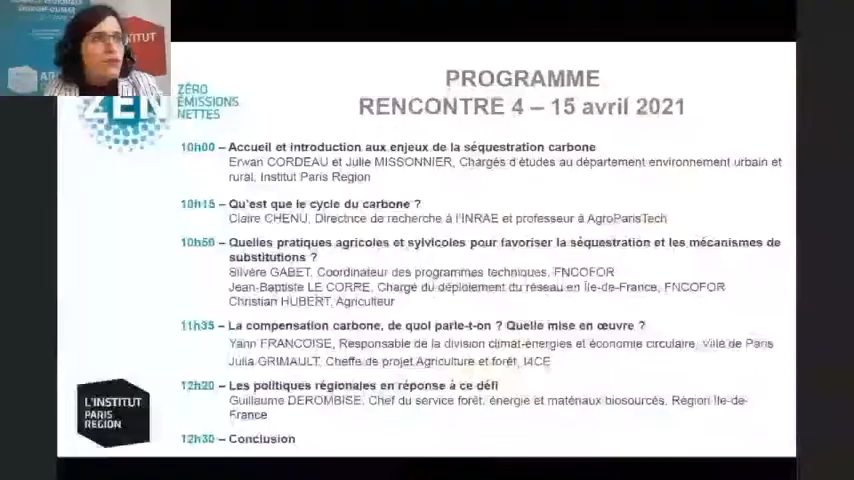 PROGRAMME
RENCONTRE 4 – 15 avril 2021
ZEN
ZÉRO
ÉMISSIONS
NETTES
10h00 – Accueil et introduction aux enjeux de la séquestration carbone
Erwan CORDEAU et Julie MISSONNIER, Chargés d'études au département environnement urbain et
rural, Institut Paris Region
10h15 – Qu'est que le cycle du carbone ?
Claire CHENU, Directrice de recherche à l'INRAE et professeur à AgroParisTech
10h50 – Quelles pratiques agricoles et sylvicoles pour favoriser la séquestration et les mécanismes de
substitutions ?
Silvère GABET, Coordinateur des programmes techniques, FNCOFOR
Jean-Baptiste LE CORRE, Chargé du déploiement du réseau en Île-de-France, FNCOFOR
Christian HUBERT, Agriculteur
11h35 – La compensation carbone, de quoi parle-t-on ? Quelle mise en œuvre ?
Yann FRANCOISE, Responsable de la division climat-énergies et économie circulaire, Ville de Paris
Julia GRIMAULT, Cheffe de projet Agriculture et forêt, I4CE
12h20 – Les politiques régionales en réponse à ce défi
Guillaume DEROMBISE, Chef du service forêt, énergie et matériaux biosourcés, Région Ile-de-
France
12h30 – Conclusion
L'INSTITUT
PARIS
REGION